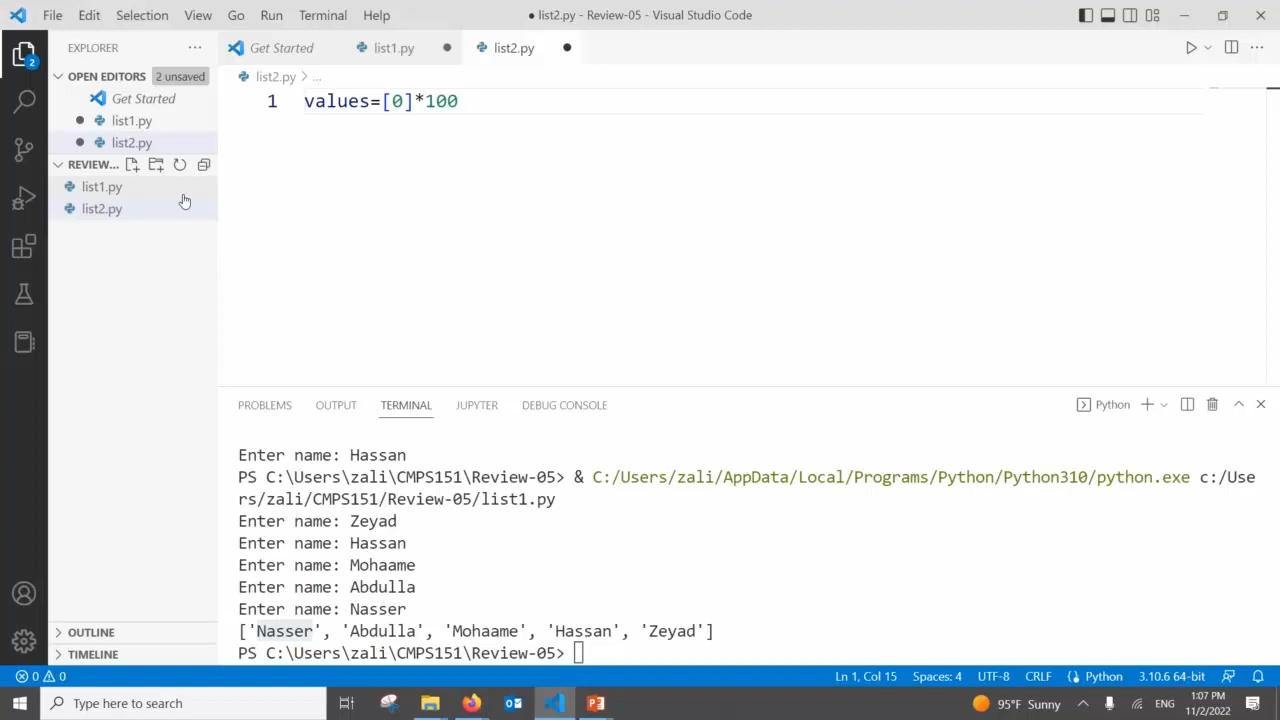 File Edit Selection View Go Run Terminal Help
● list2.py - Review-05 - Visual Studio Code
EXPLORER
Get Started
list1.py
list2.py
OPEN EDITORS
2 unsaved
Get Started
list1.py
list2.py
REVIEW...
list1.py
list2.py
OUTLINE
TIMELINE
2
list2.py > ...
1 values=[0]*100
PROBLEMS OUTPUT TERMINAL JUPYTER DEBUG CONSOLE
Python
Enter name: Hassan
PS C:\Users\zali\CMPS151\Review-05> & C:/Users/zali/AppData/Local/Programs/Python/Python310/python.exe c:/Use
rs/zali/CMPS151/Review-05/list1.py
Enter name: Zeyad
Enter name: Hassan
Enter name: Mohaame
Enter name: Abdulla
Enter name: Nasser
['Nasser', 'Abdulla', 'Mohaame', 'Hassan', 'Zeyad']
PS C:\Users\zali\CMPS151\Review-05>
0 0
Ln 1, Col 15 Spaces: 4 UTF-8 CRLF Python 3.10.6 64-bit
Type here to search
95°F Sunny
ENG
1:07 PM
11/2/2022